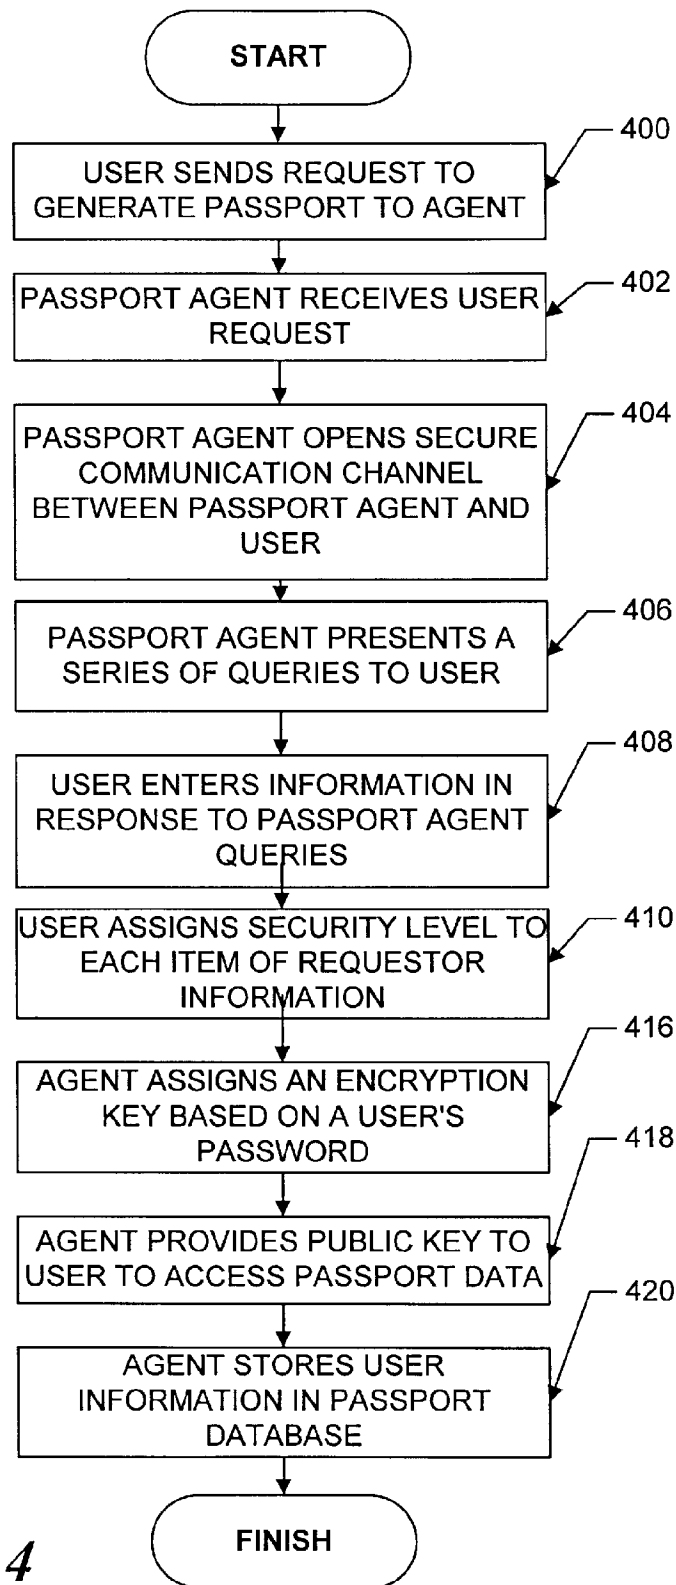 START
400
USER SENDS REQUEST TO
GENERATE PASSPORT TO AGENT
402
PASSPORT AGENT RECEIVES USER
REQUEST
404
PASSPORT AGENT OPENS SECURE
COMMUNICATION CHANNEL
BETWEEN PASSPORT AGENT AND
USER
406
PASSPORT AGENT PRESENTS A
SERIES OF QUERIES TO USER
408
USER ENTERS INFORMATION IN
RESPONSE TO PASSPORT AGENT
QUERIES
410
USER ASSIGNS SECURITY LEVEL TO
EACH ITEM OF REQUESTOR
INFORMATION
416
AGENT ASSIGNS AN ENCRYPTION
KEY BASED ON A USER'S
PASSWORD
418
AGENT PROVIDES PUBLIC KEY TO
USER TO ACCESS PASSPORT DATA
420
AGENT STORES USER
INFORMATION IN PASSPORT
DATABASE
FINISH
4